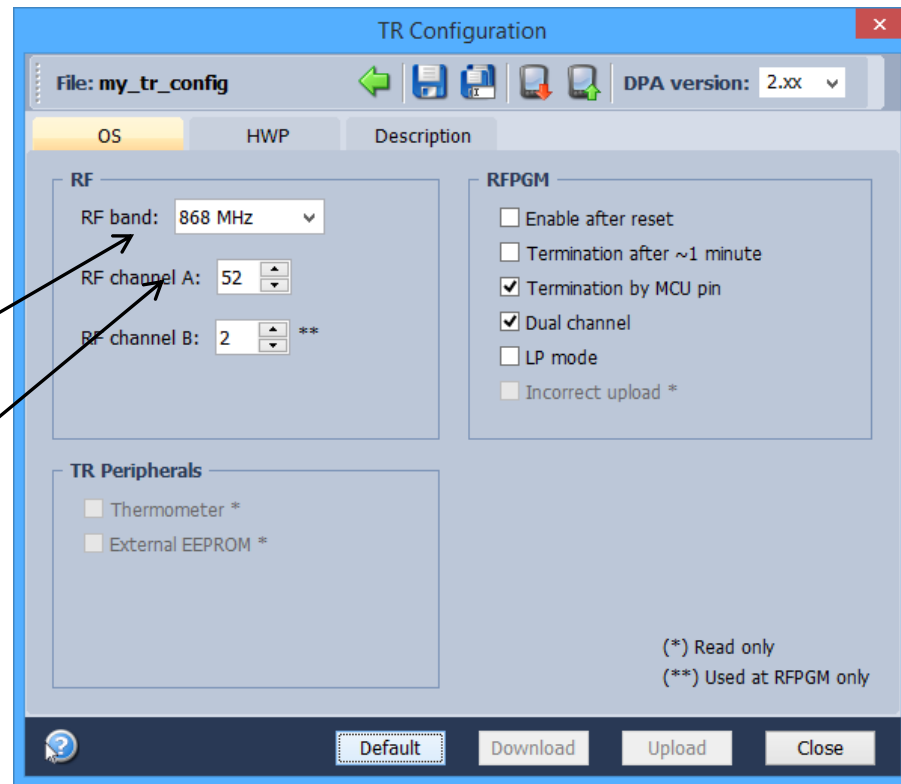 TR Configuration
File: my_tr_config
DPA version: 2.xx
OS HWP Description
RF
RF band: 868 MHz
RF channel A: 52
RF channel B: 2 **
RFPGM
Enable after reset
Termination after ~1 minute
Termination by MCU pin
Dual channel
LP mode
Incorrect upload *
TR Peripherals
Thermometer *
External EEPROM *
(*) Read only
(**) Used at RFPGM only
Default Download Upload Close